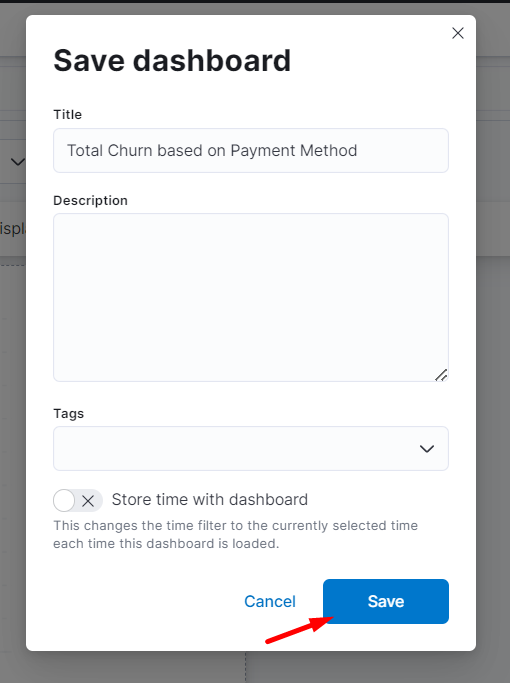 Save dashboard
Title
Total Churn based on Payment Method
Description
Tags
Store time with dashboard
This changes the time filter to the currently selected time
each time this dashboard is loaded.
Cancel
Save